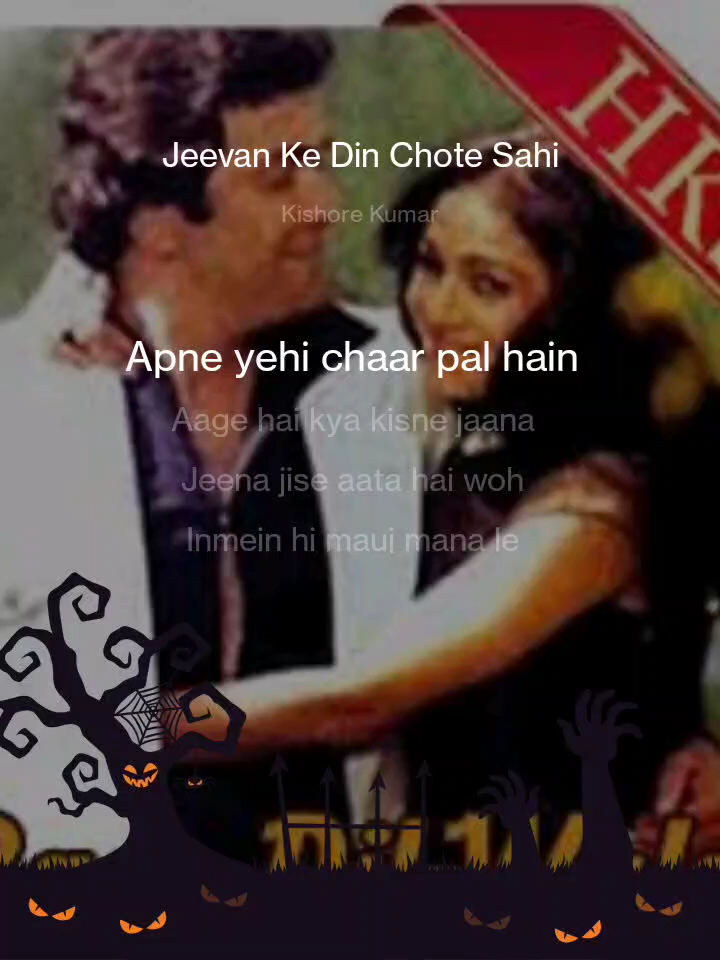 Jeevan Ke Din Chote Sahi
Kishore Kumar
Apne yehi chaar pal hain
Aage hai kya kisne jaana
Jeena jise aata hai woh
Inmein hi mauj mana le